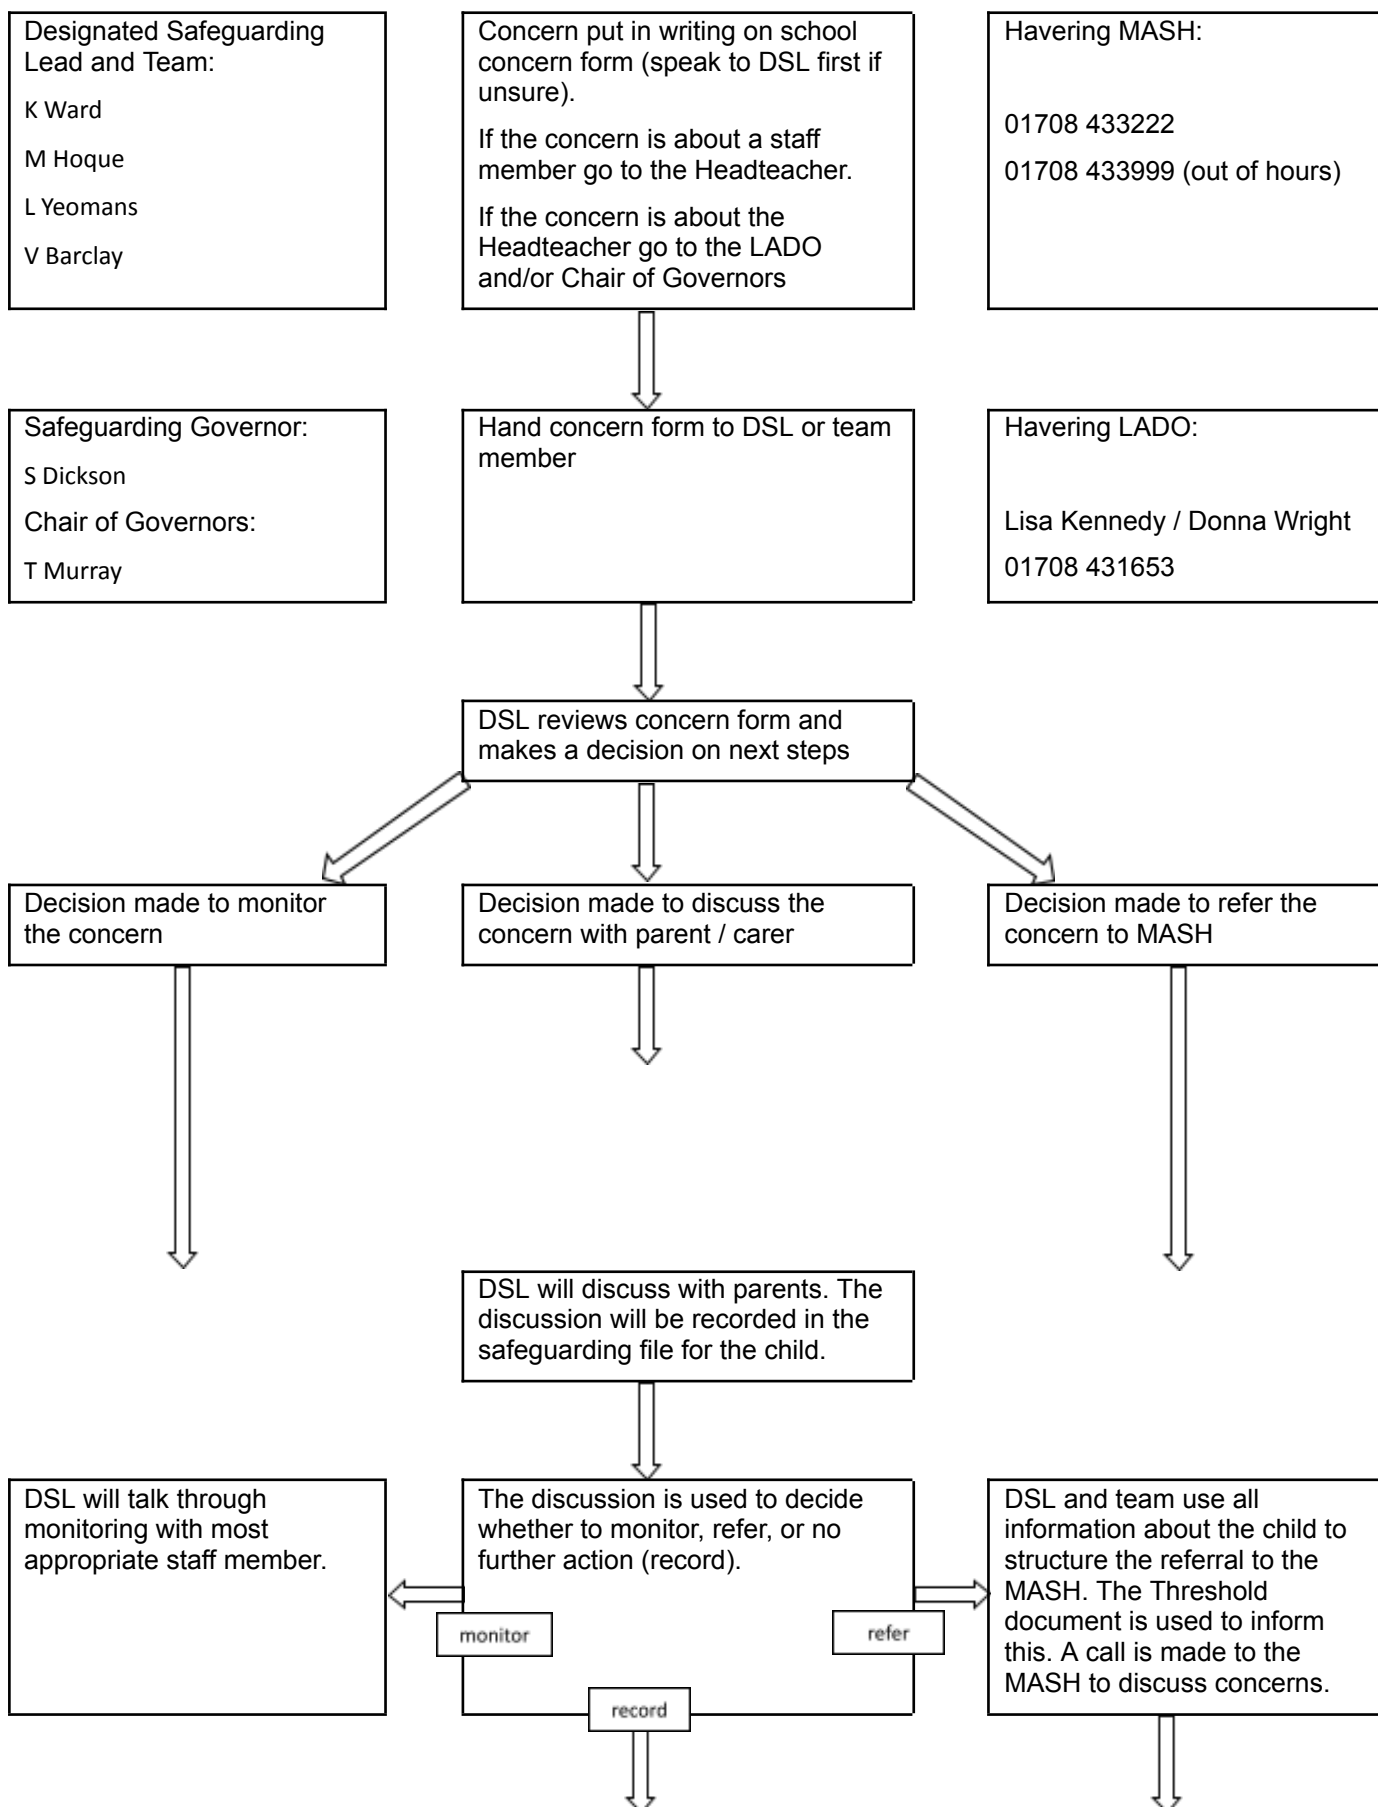 Designated Safeguarding
Lead and Team:
K Ward
M Hoque
L Yeomans
V Barclay
Concern put in writing on school
concern form (speak to DSL first if
unsure).
If the concern is about a staff
member go to the Headteacher.
If the concern is about the
Headteacher go to the LADO
and/or Chair of Governors
Havering MASH:
01708 433222
01708 433999 (out of hours)
Safeguarding Governor:
S Dickson
Chair of Governors:
T Murray
Hand concern form to DSL or team
member
Havering LADO:
Lisa Kennedy / Donna Wright
01708 431653
DSL reviews concern form and
makes a decision on next steps
Decision made to monitor
the concern
Decision made to discuss the
concern with parent / carer
Decision made to refer the
concern to MASH
DSL will discuss with parents. The
discussion will be recorded in the
safeguarding file for the child.
DSL will talk through
monitoring with most
appropriate staff member.
The discussion is used to decide
whether to monitor, refer, or no
further action (record).
monitor
refer
record
DSL and team use all
information about the child to
structure the referral to the
MASH. The Threshold
document is used to inform
this. A call is made to the
MASH to discuss concerns.